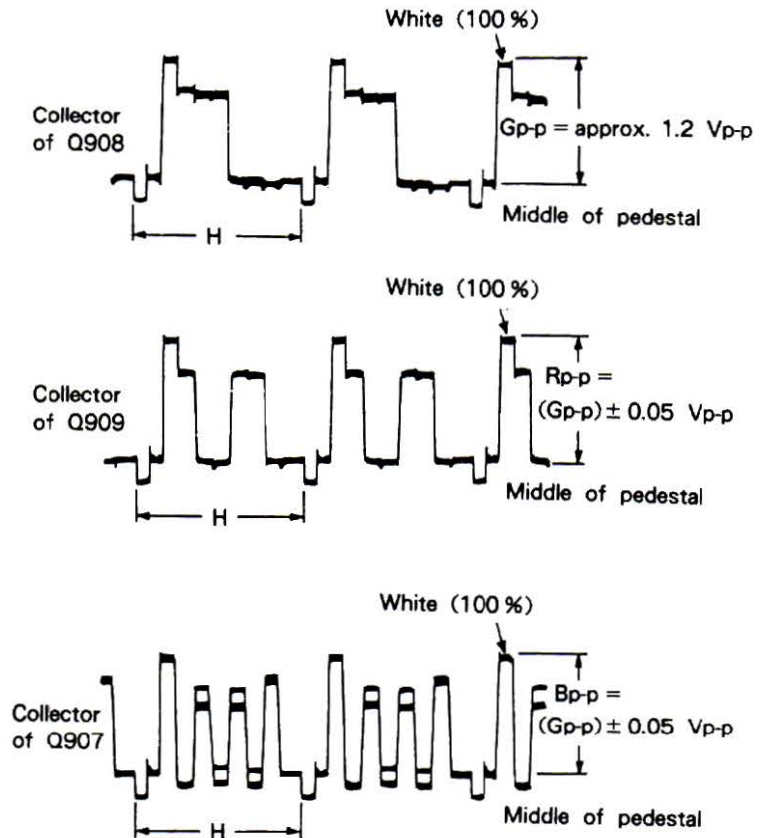 White (100%)
Collector
of Q908
Gp-p = approx. 1.2 Vp-p
Middle of pedestal
H
White (100%)
Collector
of Q909
Rp-p =
(Gp-p) ± 0.05 Vp-p
Middle of pedestal
H
White (100%)
Collector
of Q907
Bp-p =
(Gp-p) ± 0.05 Vp-p
Middle of pedestal
H